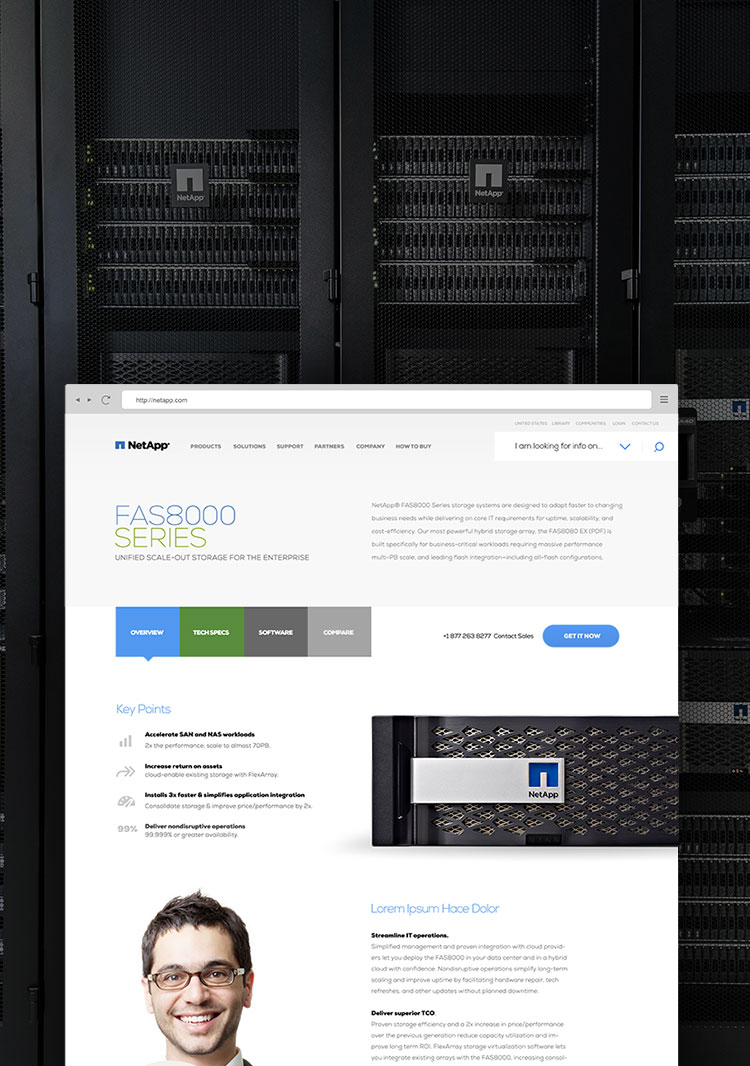 NetApp®
NetApp®
http://netapp.com
UNITED STATES LIBRARY COMMUNITIES LOGIN CONTACT US
NetApp® PRODUCTS SOLUTIONS SUPPORT PARTNERS COMPANY HOW TO BUY
I am looking for info on...
FAS8000
SERIES
UNIFIED SCALE-OUT STORAGE FOR THE ENTERPRISE
NetApp® FAS8000 Series storage systems are designed to adapt faster to changing
business needs while delivering on core IT requirements for uptime, scalability, and
cost-efficiency. Our most powerful hybrid storage array, the FAS8080 EX (PDF) is
built specifically for business-critical workloads requiring massive performance
multi-PB scale, and leading flash integration–including all-flash configurations.
OVERVIEW TECH SPECS SOFTWARE COMPARE
+1 877 263 8277 Contact Sales
GET IT NOW
Key Points
Accelerate SAN and NAS workloads
2x the performance; scale to almost 70PB.
Increase return on assets
cloud-enable existing storage with FlexArray.
Installs 3x faster & simplifies application integration
Consolidate storage & improve price/performance by 2x.
99%
Deliver nondisruptive operations
99.999% or greater availability.
NetApp
Lorem Ipsum Hace Dolor
Streamline IT operations.
Simplified management and proven integration with cloud provid-
ers let you deploy the FAS8000 in your data center and in a hybrid
cloud with confidence. Nondisruptive operations simplify long-term
scaling and improve uptime by facilitating hardware repair, tech
refreshes, and other updates without planned downtime.
Deliver superior TCO.
Proven storage efficiency and a 2x increase in price/performance
over the previous generation reduce capacity utilization and im-
prove long term ROI. FlexArray storage virtualization software lets
you integrate existing arrays with the FAS8000, increasing consol-